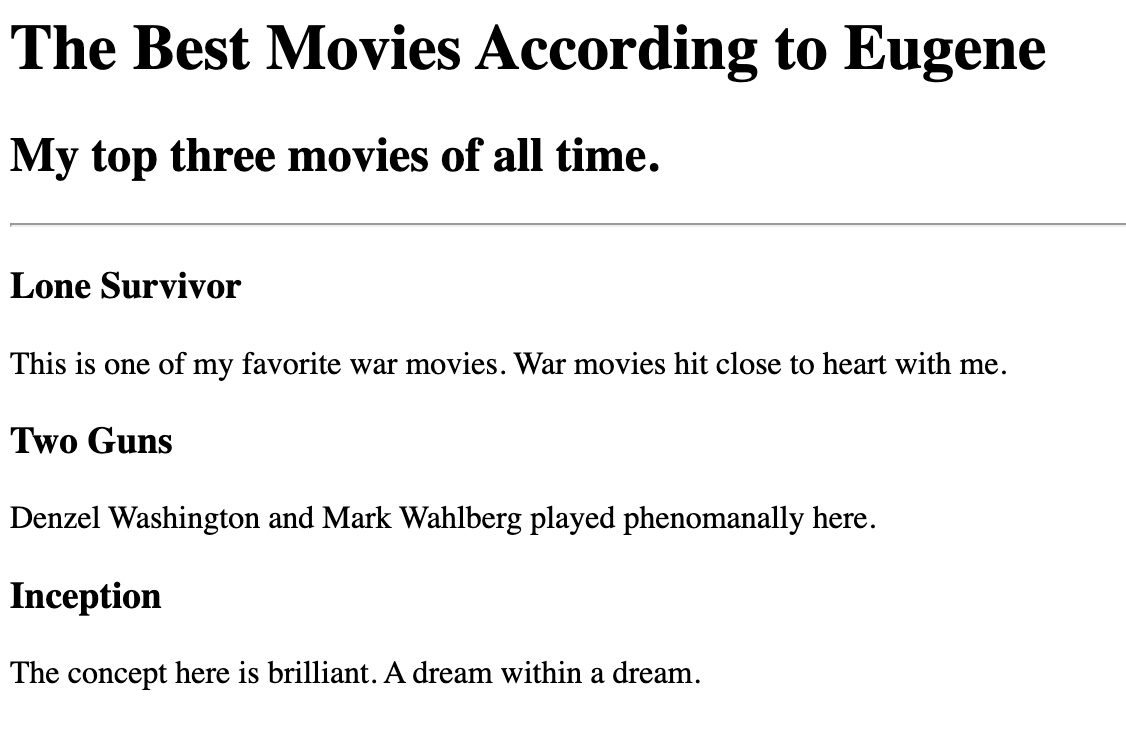 The Best Movies According to Eugene
My top three movies of all time.
Lone Survivor
This is one of my favorite war movies. War movies hit close to heart with me.
Two Guns
Denzel Washington and Mark Wahlberg played phenomanally here.
Inception
The concept here is brilliant. A dream within a dream.